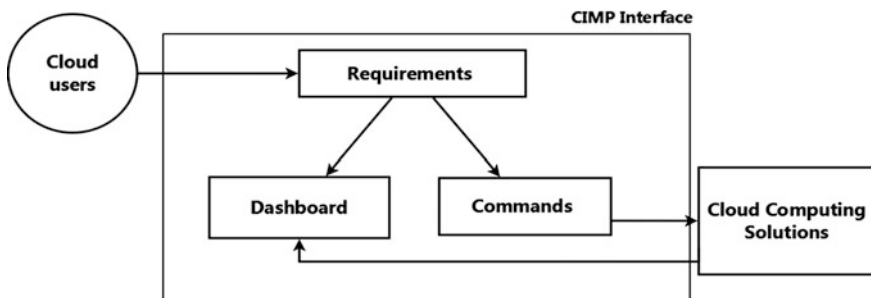 CIMP Interface
Cloud
users
Requirements
Dashboard
Commands
Cloud Computing
Solutions